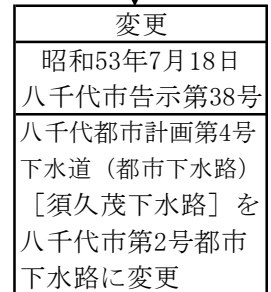 変更
昭和53年7月18日
八千代市告示第38号
八千代都市計画第4号
下水道（都市下水路）
［須久茂下水路］を
八千代市第2号都市
下水路に変更